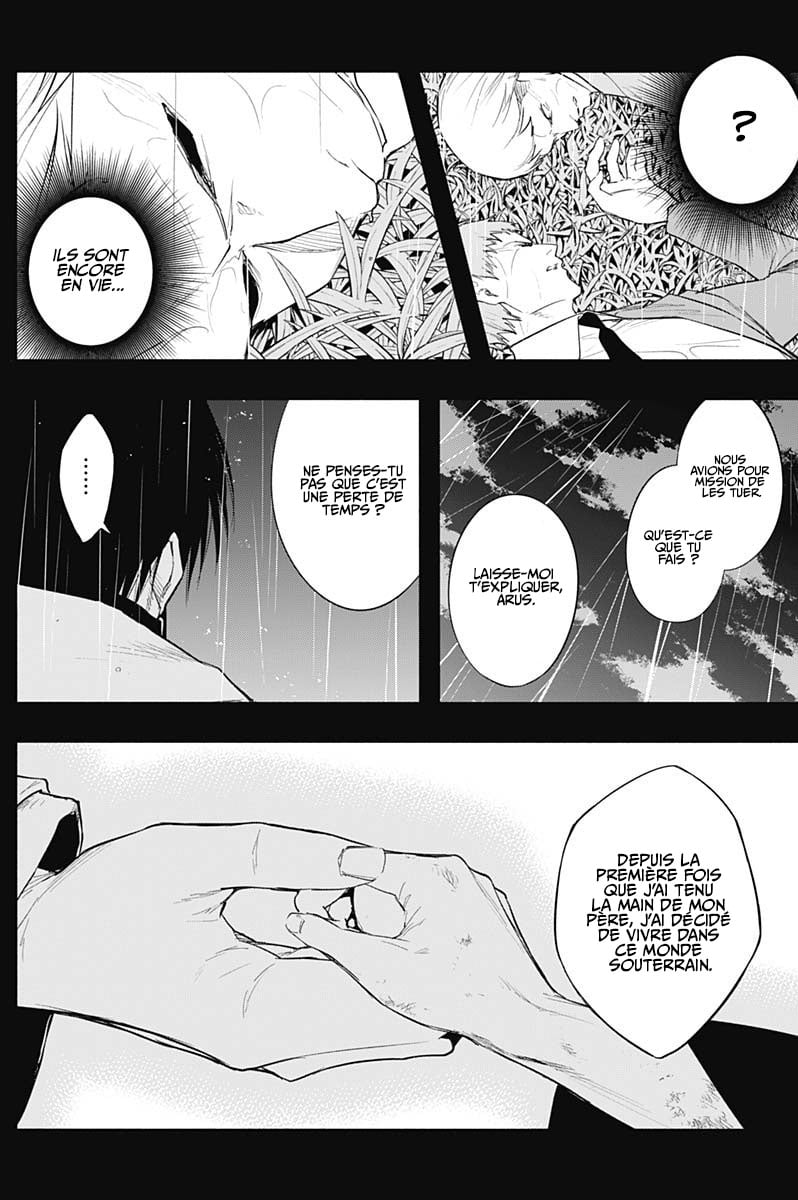 ?
ILS SONT
ENCORE
EN VIE...
NOUS
AVIONS POUR
MISSION DE
LES TUER.
QU'EST-CE
QUE TU
FAIS ?
LAISSE-MOI
T'EXPLIQUER,
ARUS.
NE PENSES-TU
PAS QUE C'EST
UNE PERTE DE
TEMPS ?
......
DEPUIS LA
PREMIÈRE FOIS
QUE J'AI TENU
LA MAIN DE MON
PÈRE, J'AI DÉCIDÉ
DE VIVRE DANS
CE MONDE
SOUTERRAIN.